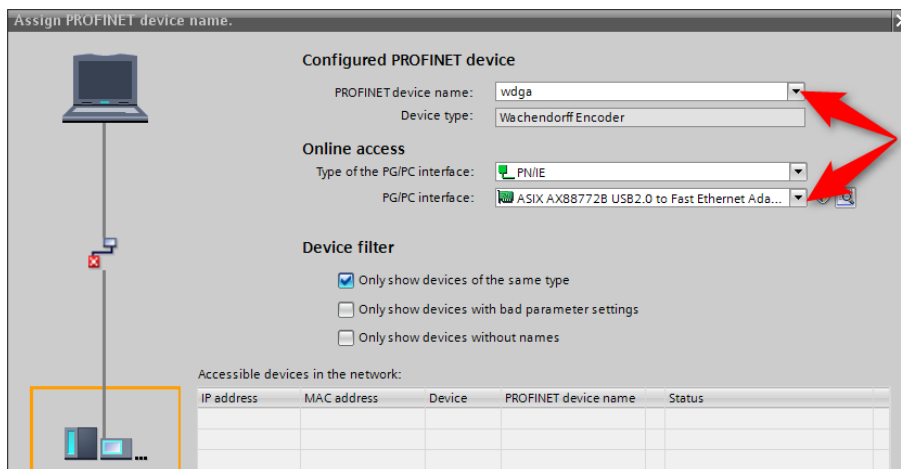 Assign PROFINET device name.
Configured PROFINET device
PROFINET device name: wdga
Device type: Wachendorff Encoder
Online access
Type of the PG/PC interface: PN/IE
PG/PC interface: ASIX AX88772B USB2.0 to Fast Ethernet Ada...
Device filter
Only show devices of the same type
Only show devices with bad parameter settings
Only show devices without names
Accessible devices in the network:
IP address MAC address Device PROFINET device name Status
...